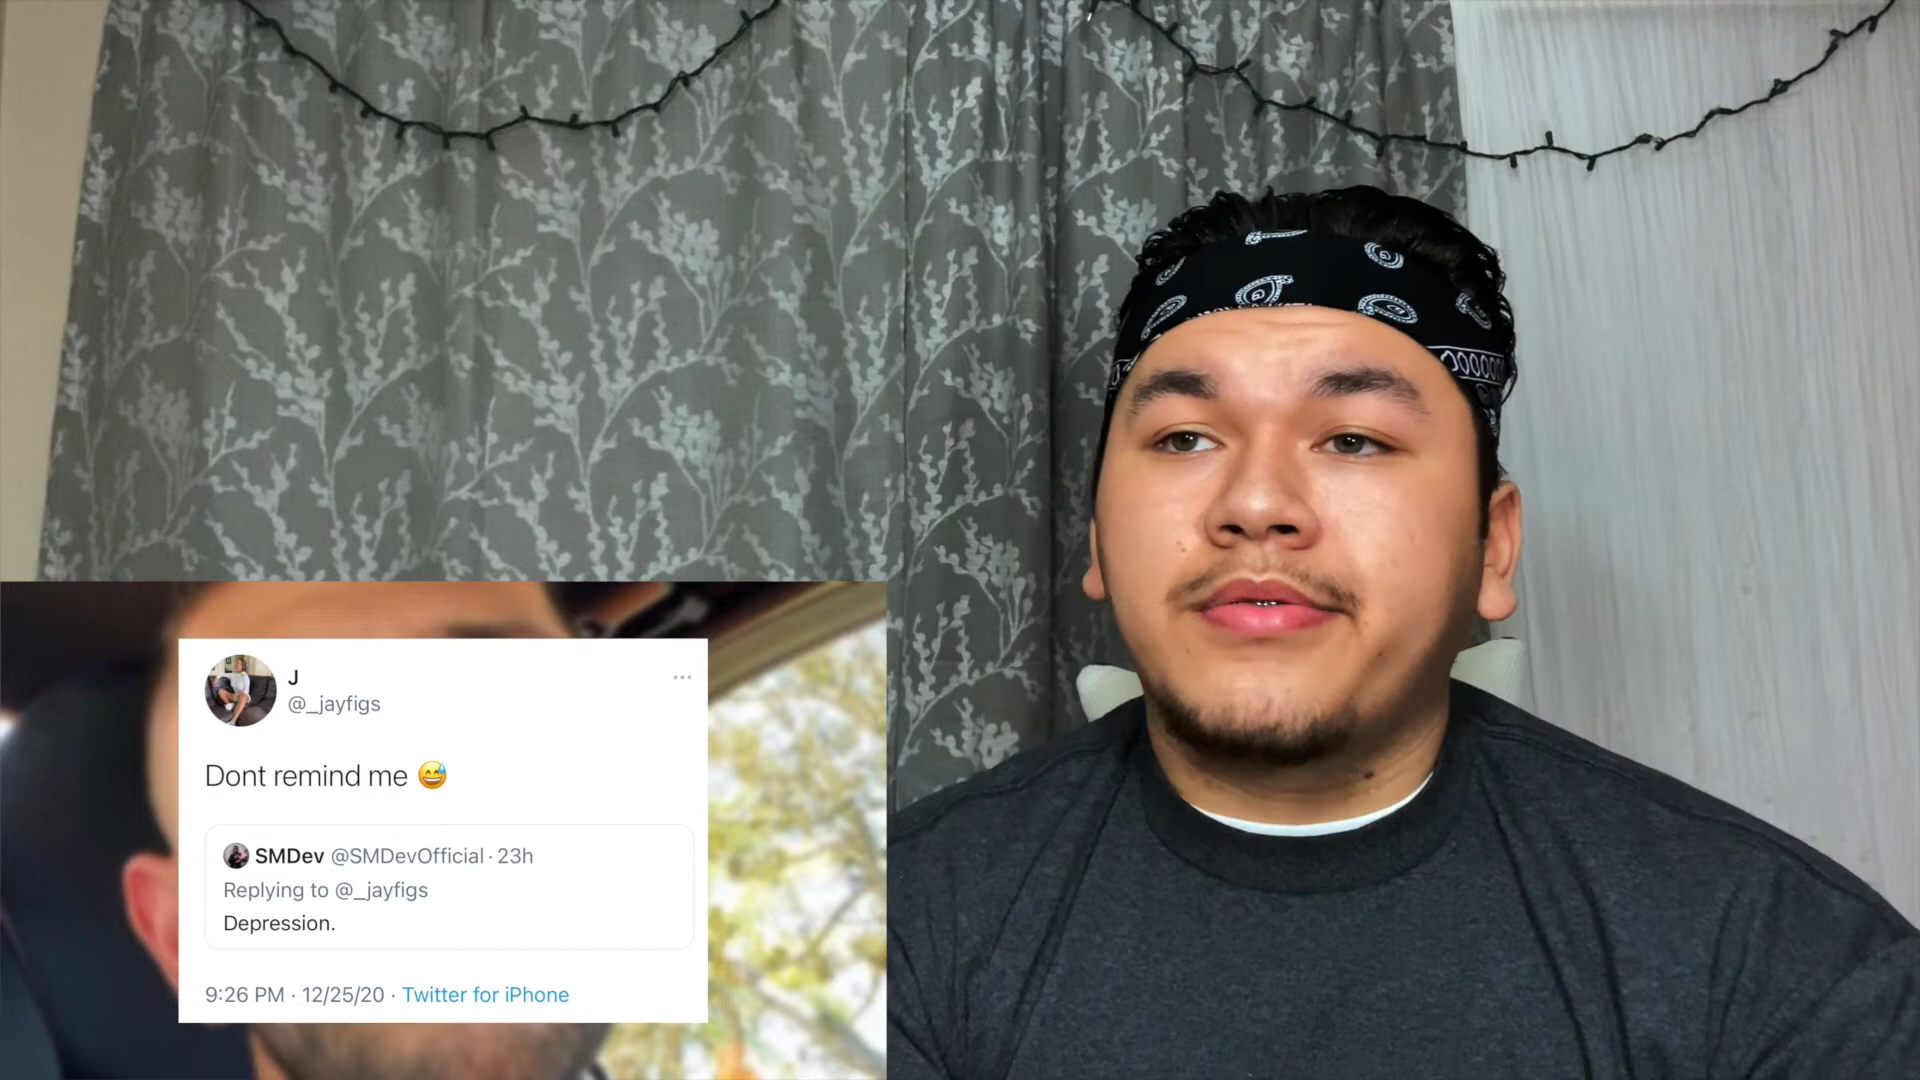 J
@_jayfigs
Dont remind me 😅
SMDev @SMDevOfficial · 23h
Replying to @_jayfigs
Depression.
9:26 PM · 12/25/20 · Twitter for iPhone